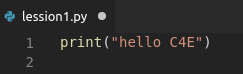 lession1.py
1 print("hello C4E")
2